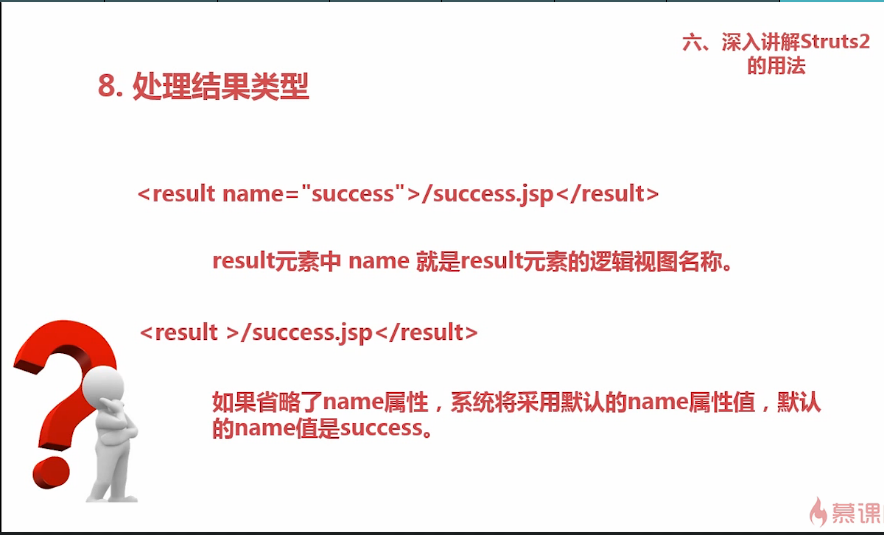 六、深入讲解Struts2
的用法
8. 处理结果类型
<result name="success">/success.jsp</result>
result元素中 name 就是result元素的逻辑视图名称。
<result >/success.jsp</result>
如果省略了name属性，系统将采用默认的name属性值，默认
的name值是success。
慕课